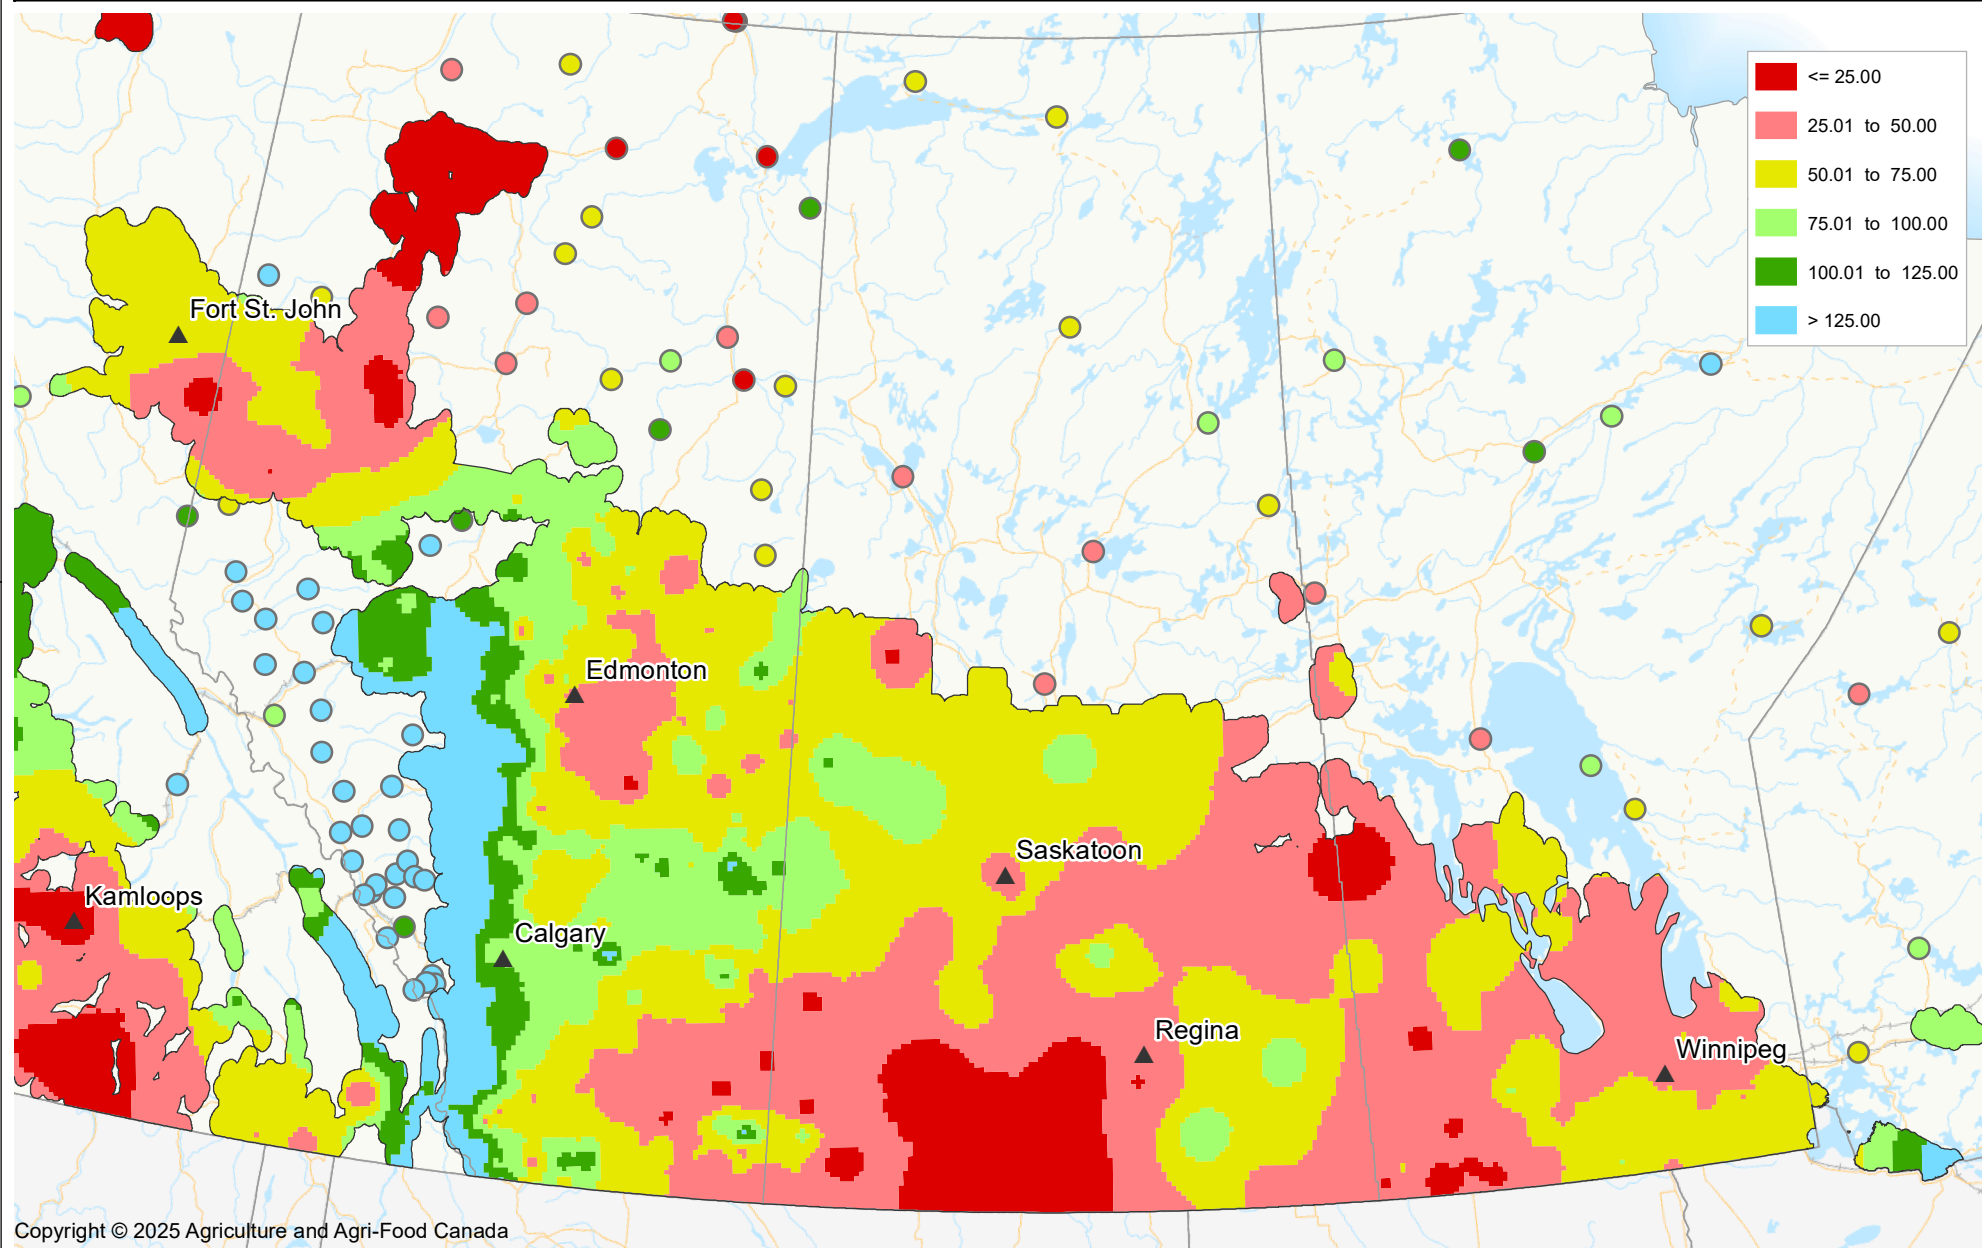 <= 25.00
25.01 to 50.00
50.01 to 75.00
75.01 to 100.00
100.01 to 125.00
> 125.00
Fort St. John
Edmonton
Saskatoon
Kamloops
Calgary
Regina
Winnipeg
Copyright © 2025 Agriculture and Agri-Food Canada